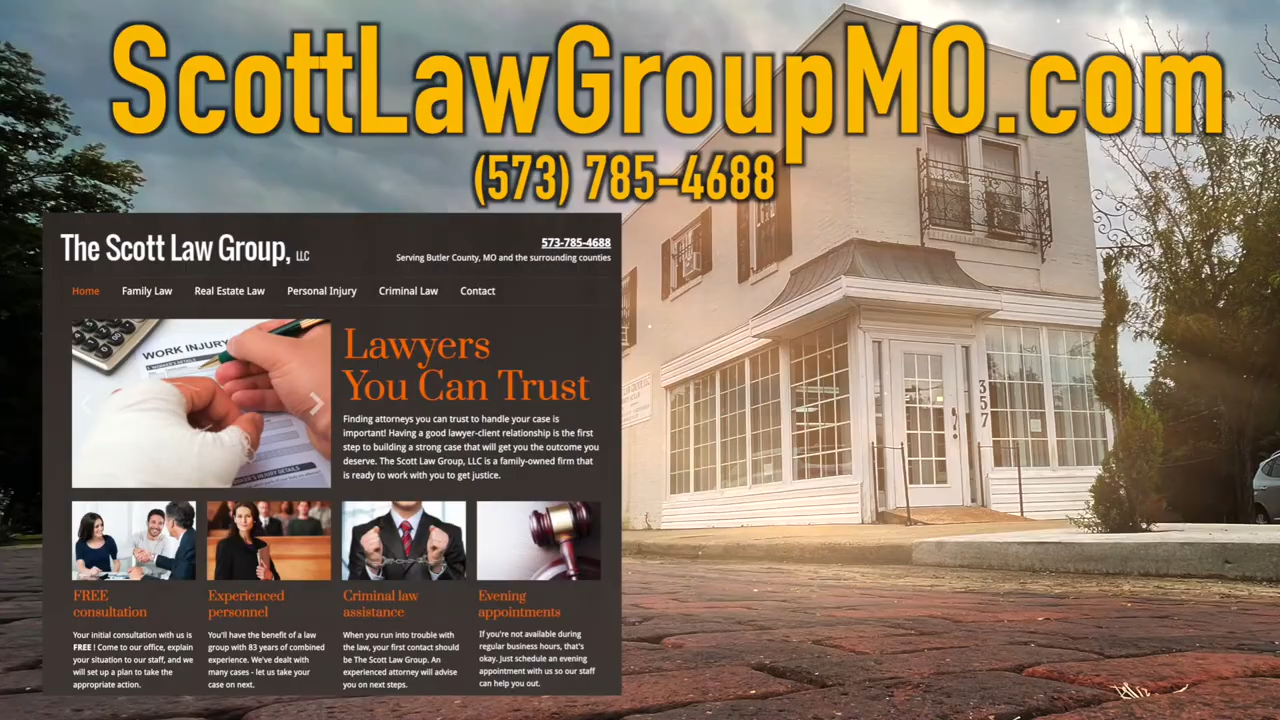 ScottLawGroupMO.com
(573) 785-4688
The Scott Law Group, LLC
573-785-4688
Serving Butler County, MO and the surrounding counties
Home Family Law Real Estate Law Personal Injury Criminal Law Contact
WORK INJURY
Lawyers
You Can Trust
Finding attorneys you can trust to handle your case is
important! Having a good lawyer-client relationship is the first
step to building a strong case that will get you the outcome you
deserve. The Scott Law Group, LLC is a family-owned firm that
is ready to work with you to get justice.
FREE
consultation
Your initial consultation with us is
FREE ! Come to our office, explain
your situation to our staff, and we
will set up a plan to take the
appropriate action.
Experienced
personnel
You'll have the benefit of a law
group with 83 years of combined
experience. We've dealt with
many cases - let us take your
case on next.
Criminal law
assistance
When you run into trouble with
the law, your first contact should
be The Scott Law Group. An
experienced attorney will advise
you on next steps.
Evening
appointments
If you're not available during
regular business hours, that's
okay. Just schedule an evening
appointment with us so our staff
can help you out.
357